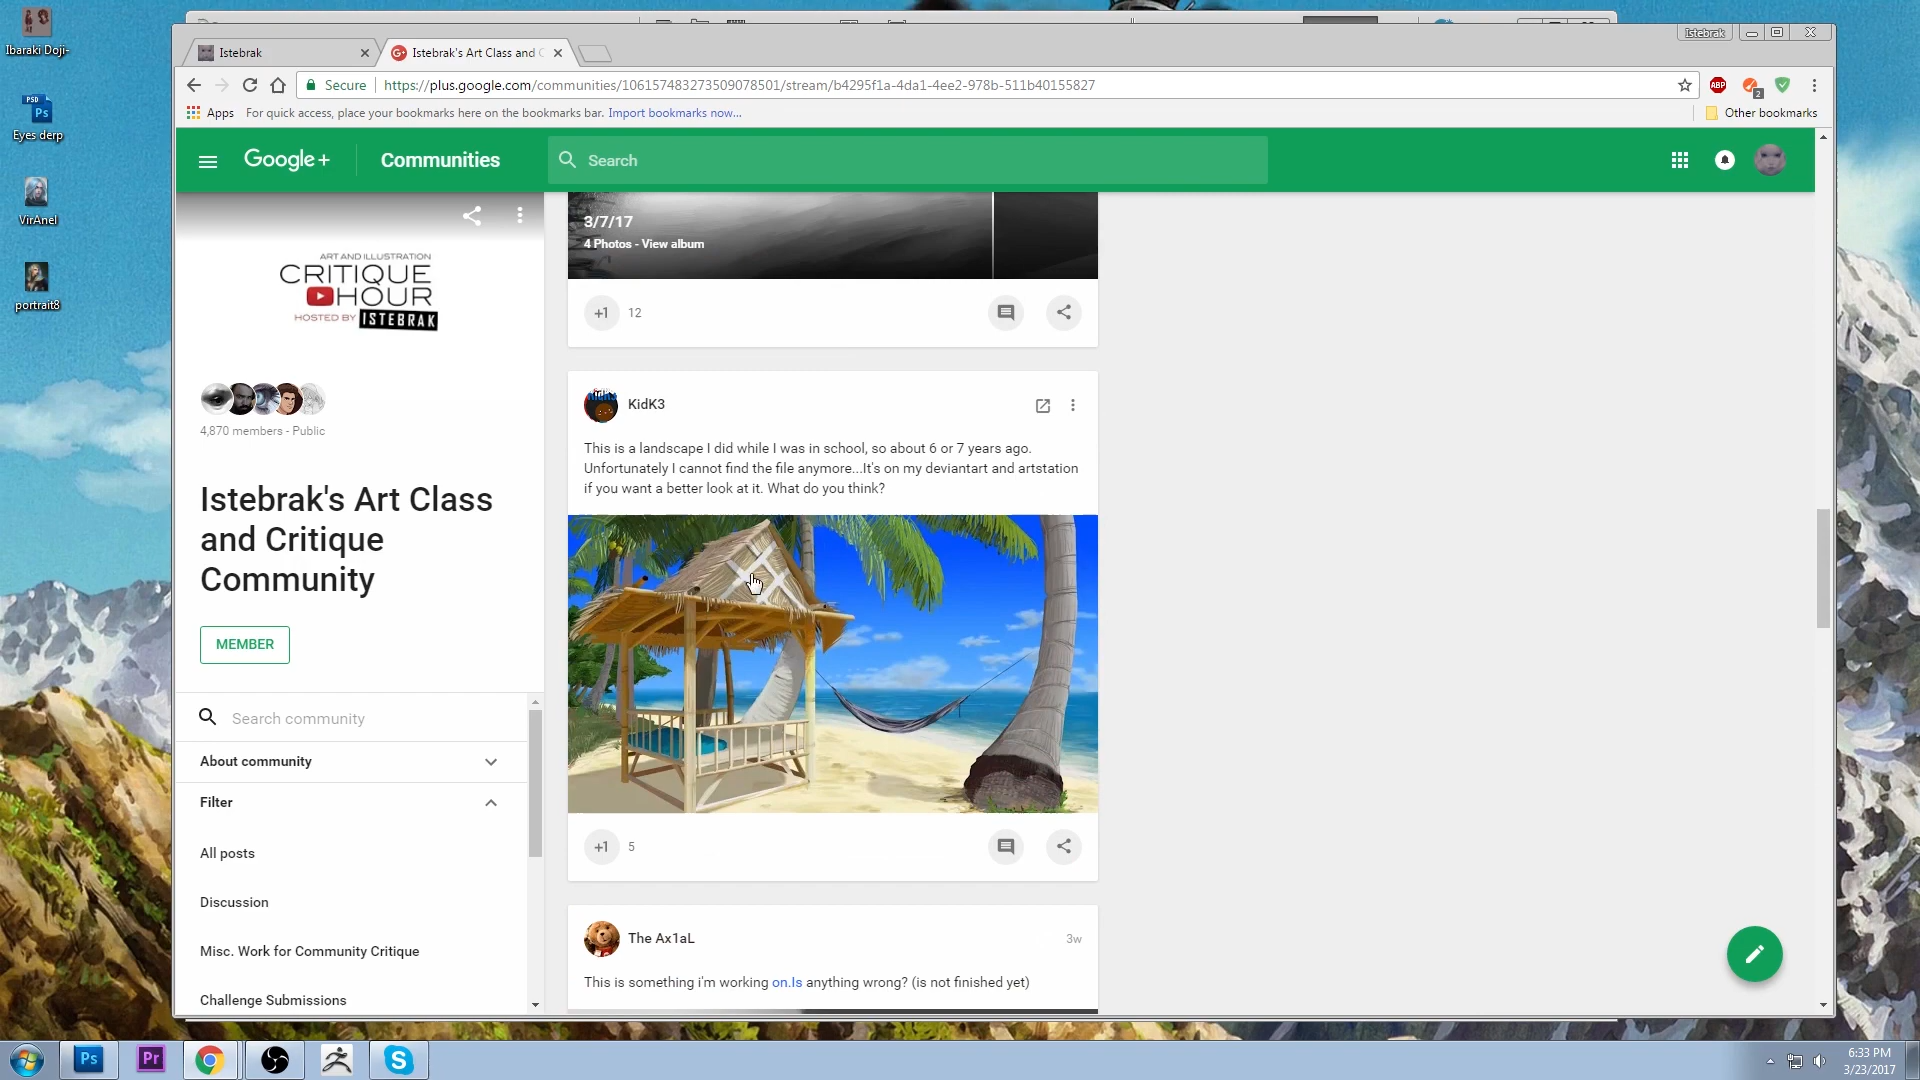 Ibaraki Doji-
Eyes derp
VirAnel
portrait8
Istebrak
Istebrak
Istebrak's Art Class and C
Secure
https://plus.google.com/communities/106157483273509078501/stream/b4295f1a-4da1-4ee2-978b-511b40155827
ABP
2
Apps
For quick access, place your bookmarks here on the bookmarks bar. Import bookmarks now...
Other bookmarks
Google+
Communities
Search
ART AND ILLUSTRATION
CRITIQUE
HOUR
HOSTED BY ISTEBRAK
4,870 members - Public
Istebrak's Art Class
and Critique
Community
MEMBER
Search community
About community
Filter
All posts
Discussion
Misc. Work for Community Critique
Challenge Submissions
3/7/17
4 Photos - View album
+1 12
KidK3
This is a landscape I did while I was in school, so about 6 or 7 years ago.
Unfortunately I cannot find the file anymore...It's on my deviantart and artstation
if you want a better look at it. What do you think?
+1 5
The Ax1aL
3w
This is something i'm working on.Is anything wrong? (is not finished yet)
PSD
Ps
Ps
Pr
6:33 PM
3/23/2017